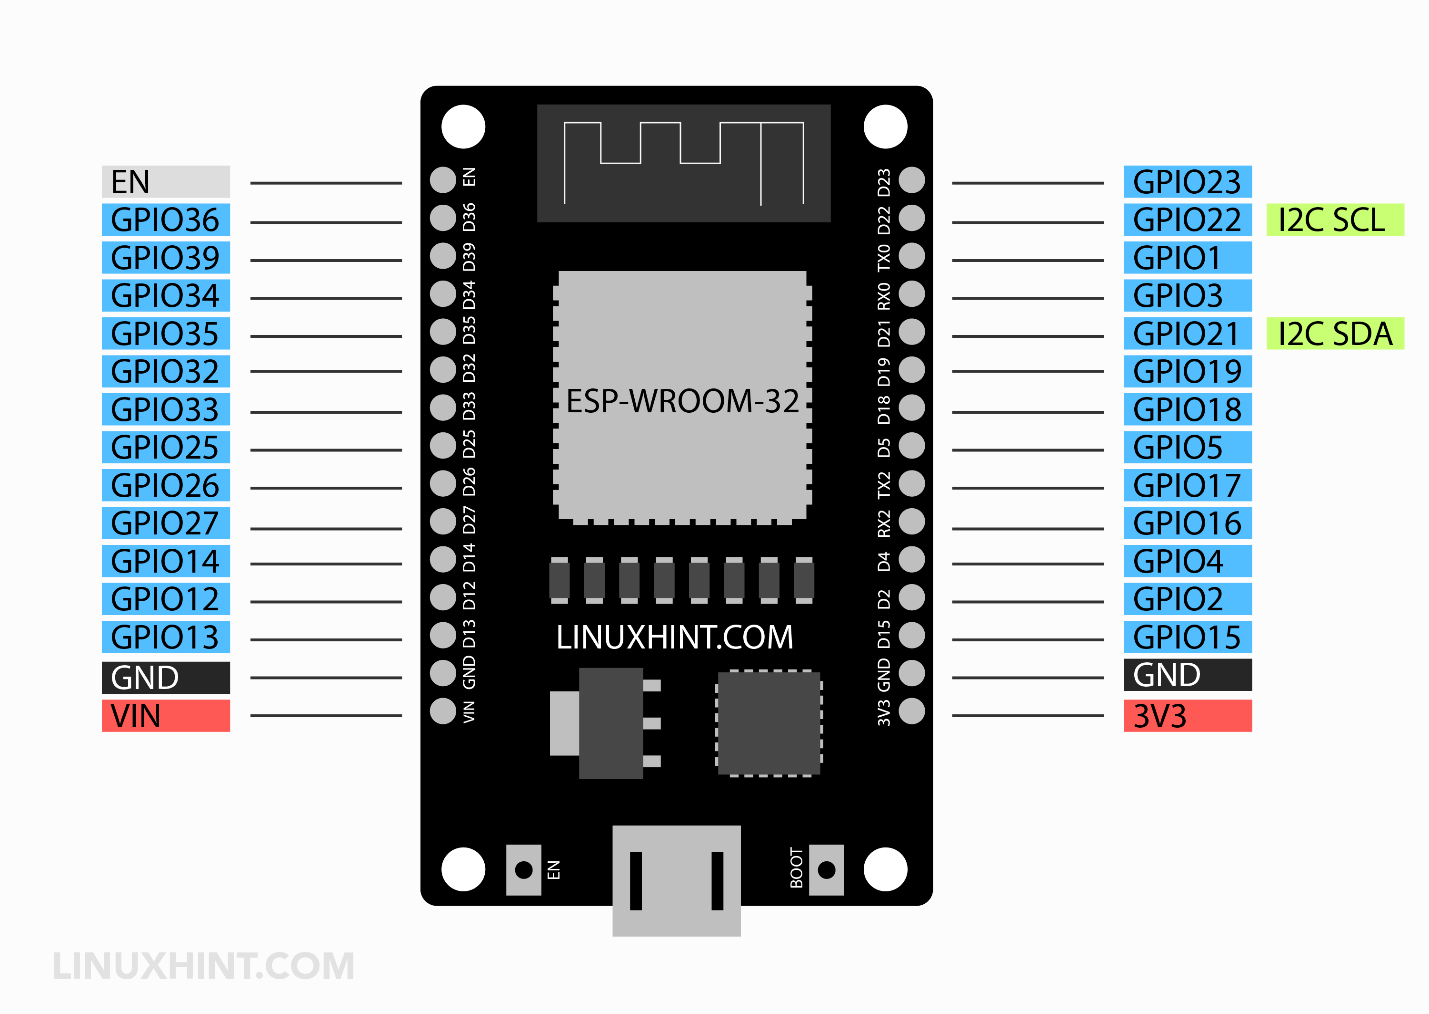 EN
GPIO36
GPIO39
GPIO34
GPIO35
GPIO32
GPIO33
GPIO25
GPIO26
GPIO27
GPIO14
GPIO12
GPIO13
GND
VIN
EN
D36
D39
D34
D35
D32
D33
D25
D26
D27
D14
D12
D13
GND
VIN
ESP-WROOM-32
LINUXHINT.COM
EN
BOOT
D23
D22
TX0
RX0
D21
D19
D18
D5
TX2
RX2
D4
D2
D15
GND
3V3
GPIO23
GPIO22 I2C SCL
GPIO1
GPIO3
GPIO21 I2C SDA
GPIO19
GPIO18
GPIO5
GPIO17
GPIO16
GPIO4
GPIO2
GPIO15
GND
3V3
LINUXHINT.COM